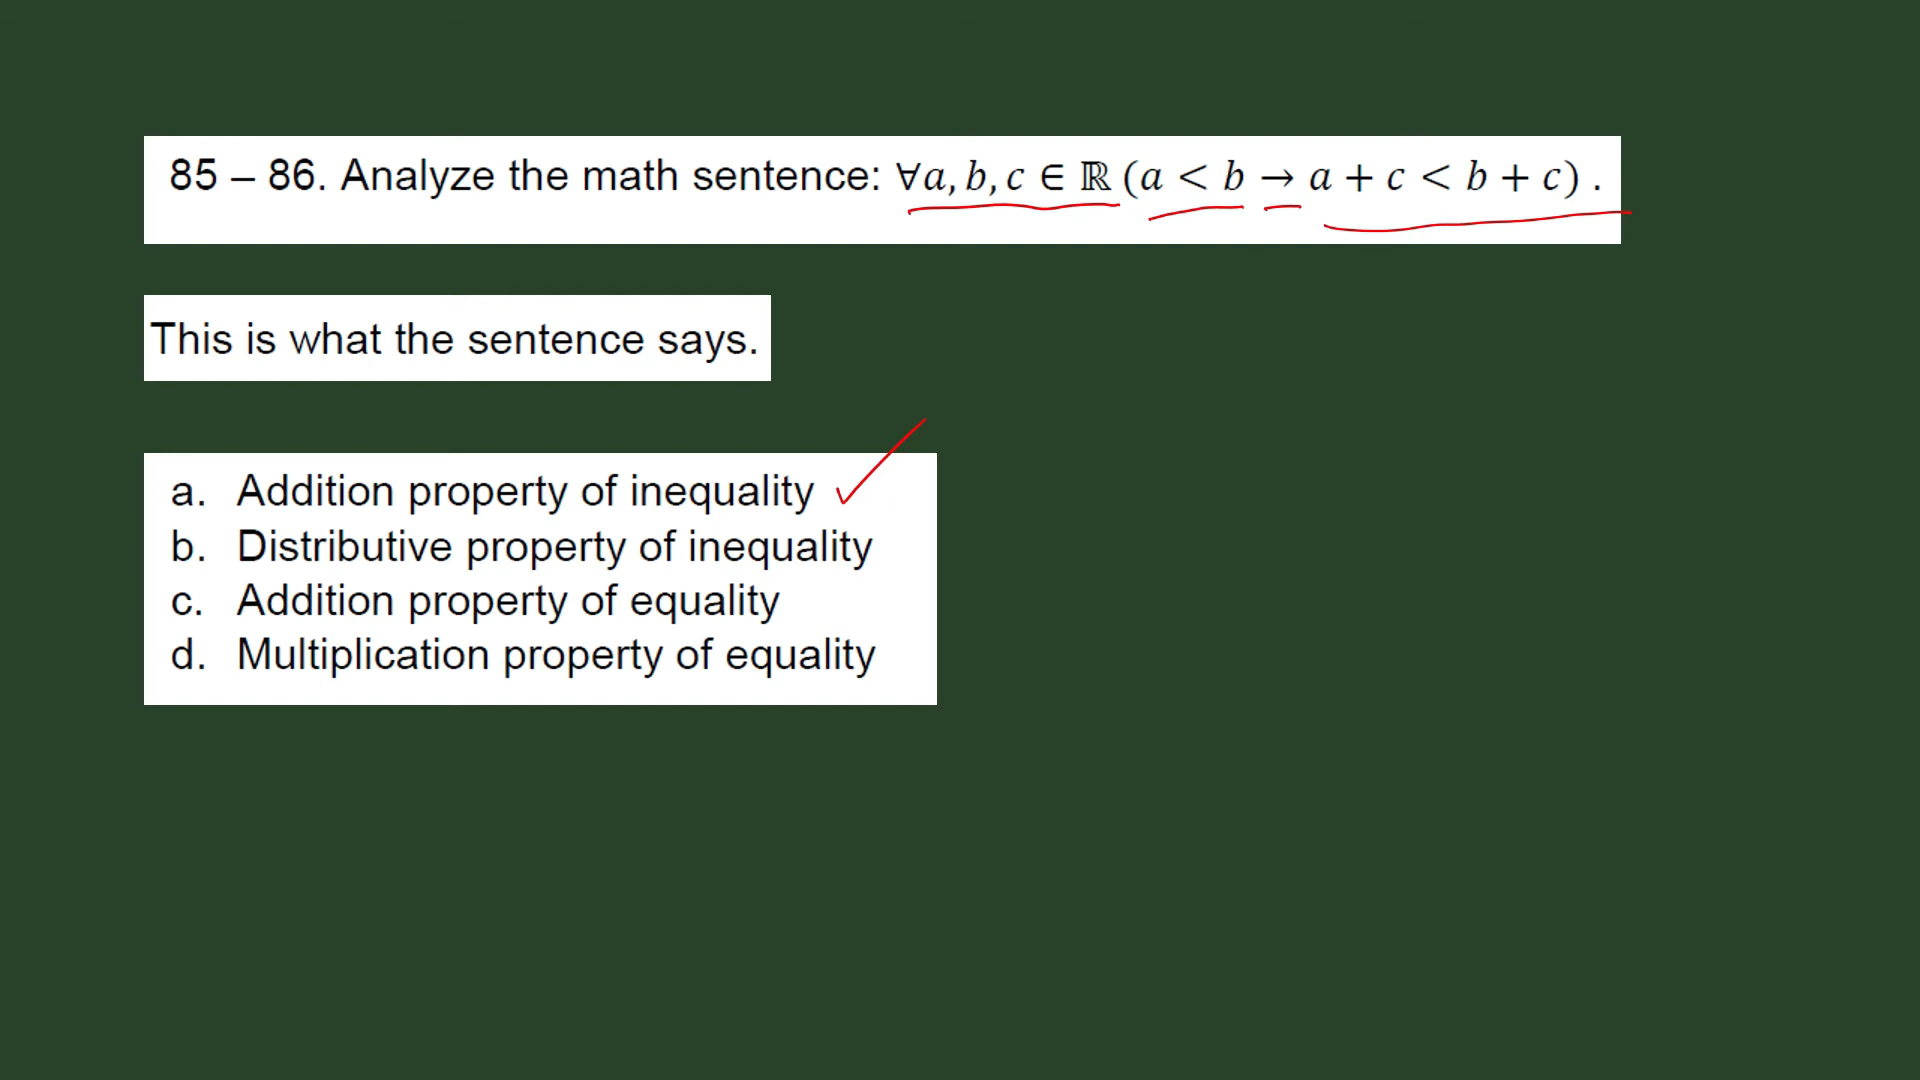 85 – 86. Analyze the math sentence: ∀a, b, c ∈ ℝ (a < b → a + c < b + c) .
This is what the sentence says.
a. Addition property of inequality
b. Distributive property of inequality
c. Addition property of equality
d. Multiplication property of equality